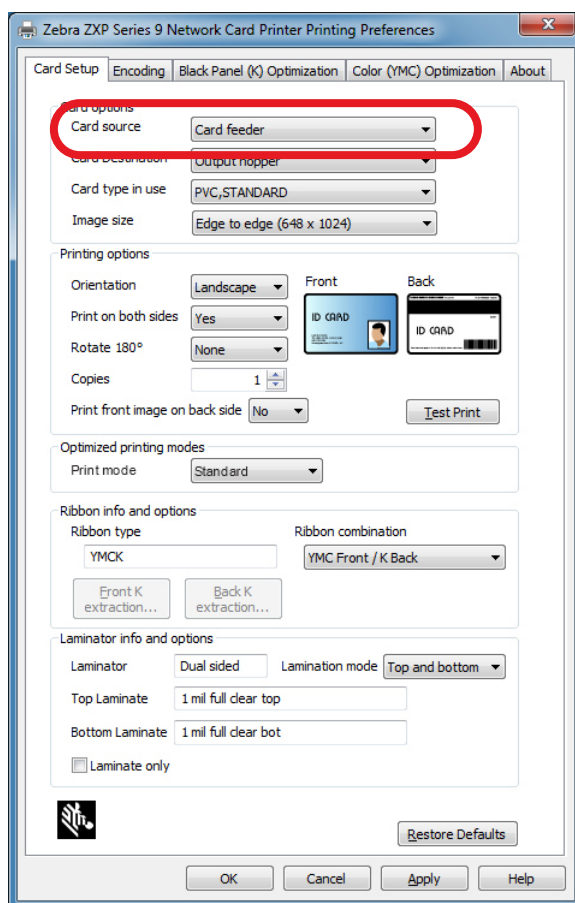 Zebra ZXP Series 9 Network Card Printer Printing Preferences
Card Setup Encoding Black Panel (K) Optimization Color (YMC) Optimization About
Card options
Card source Card feeder
Card Destination Output hopper
Card type in use PVC,STANDARD
Image size Edge to edge (648 x 1024)
Printing options
Orientation Landscape Front Back
Print on both sides Yes
ID CARD ID CARD
Rotate 180° None
Copies 1
Print front image on back side No Test Print
Optimized printing modes
Print mode Standard
Ribbon info and options
Ribbon type Ribbon combination
YMCK YMC Front / K Back
Front K extraction... Back K extraction...
Laminator info and options
Laminator Dual sided Lamination mode Top and bottom
Top Laminate 1 mil full clear top
Bottom Laminate 1 mil full clear bot
Laminate only
Restore Defaults
OK Cancel Apply Help